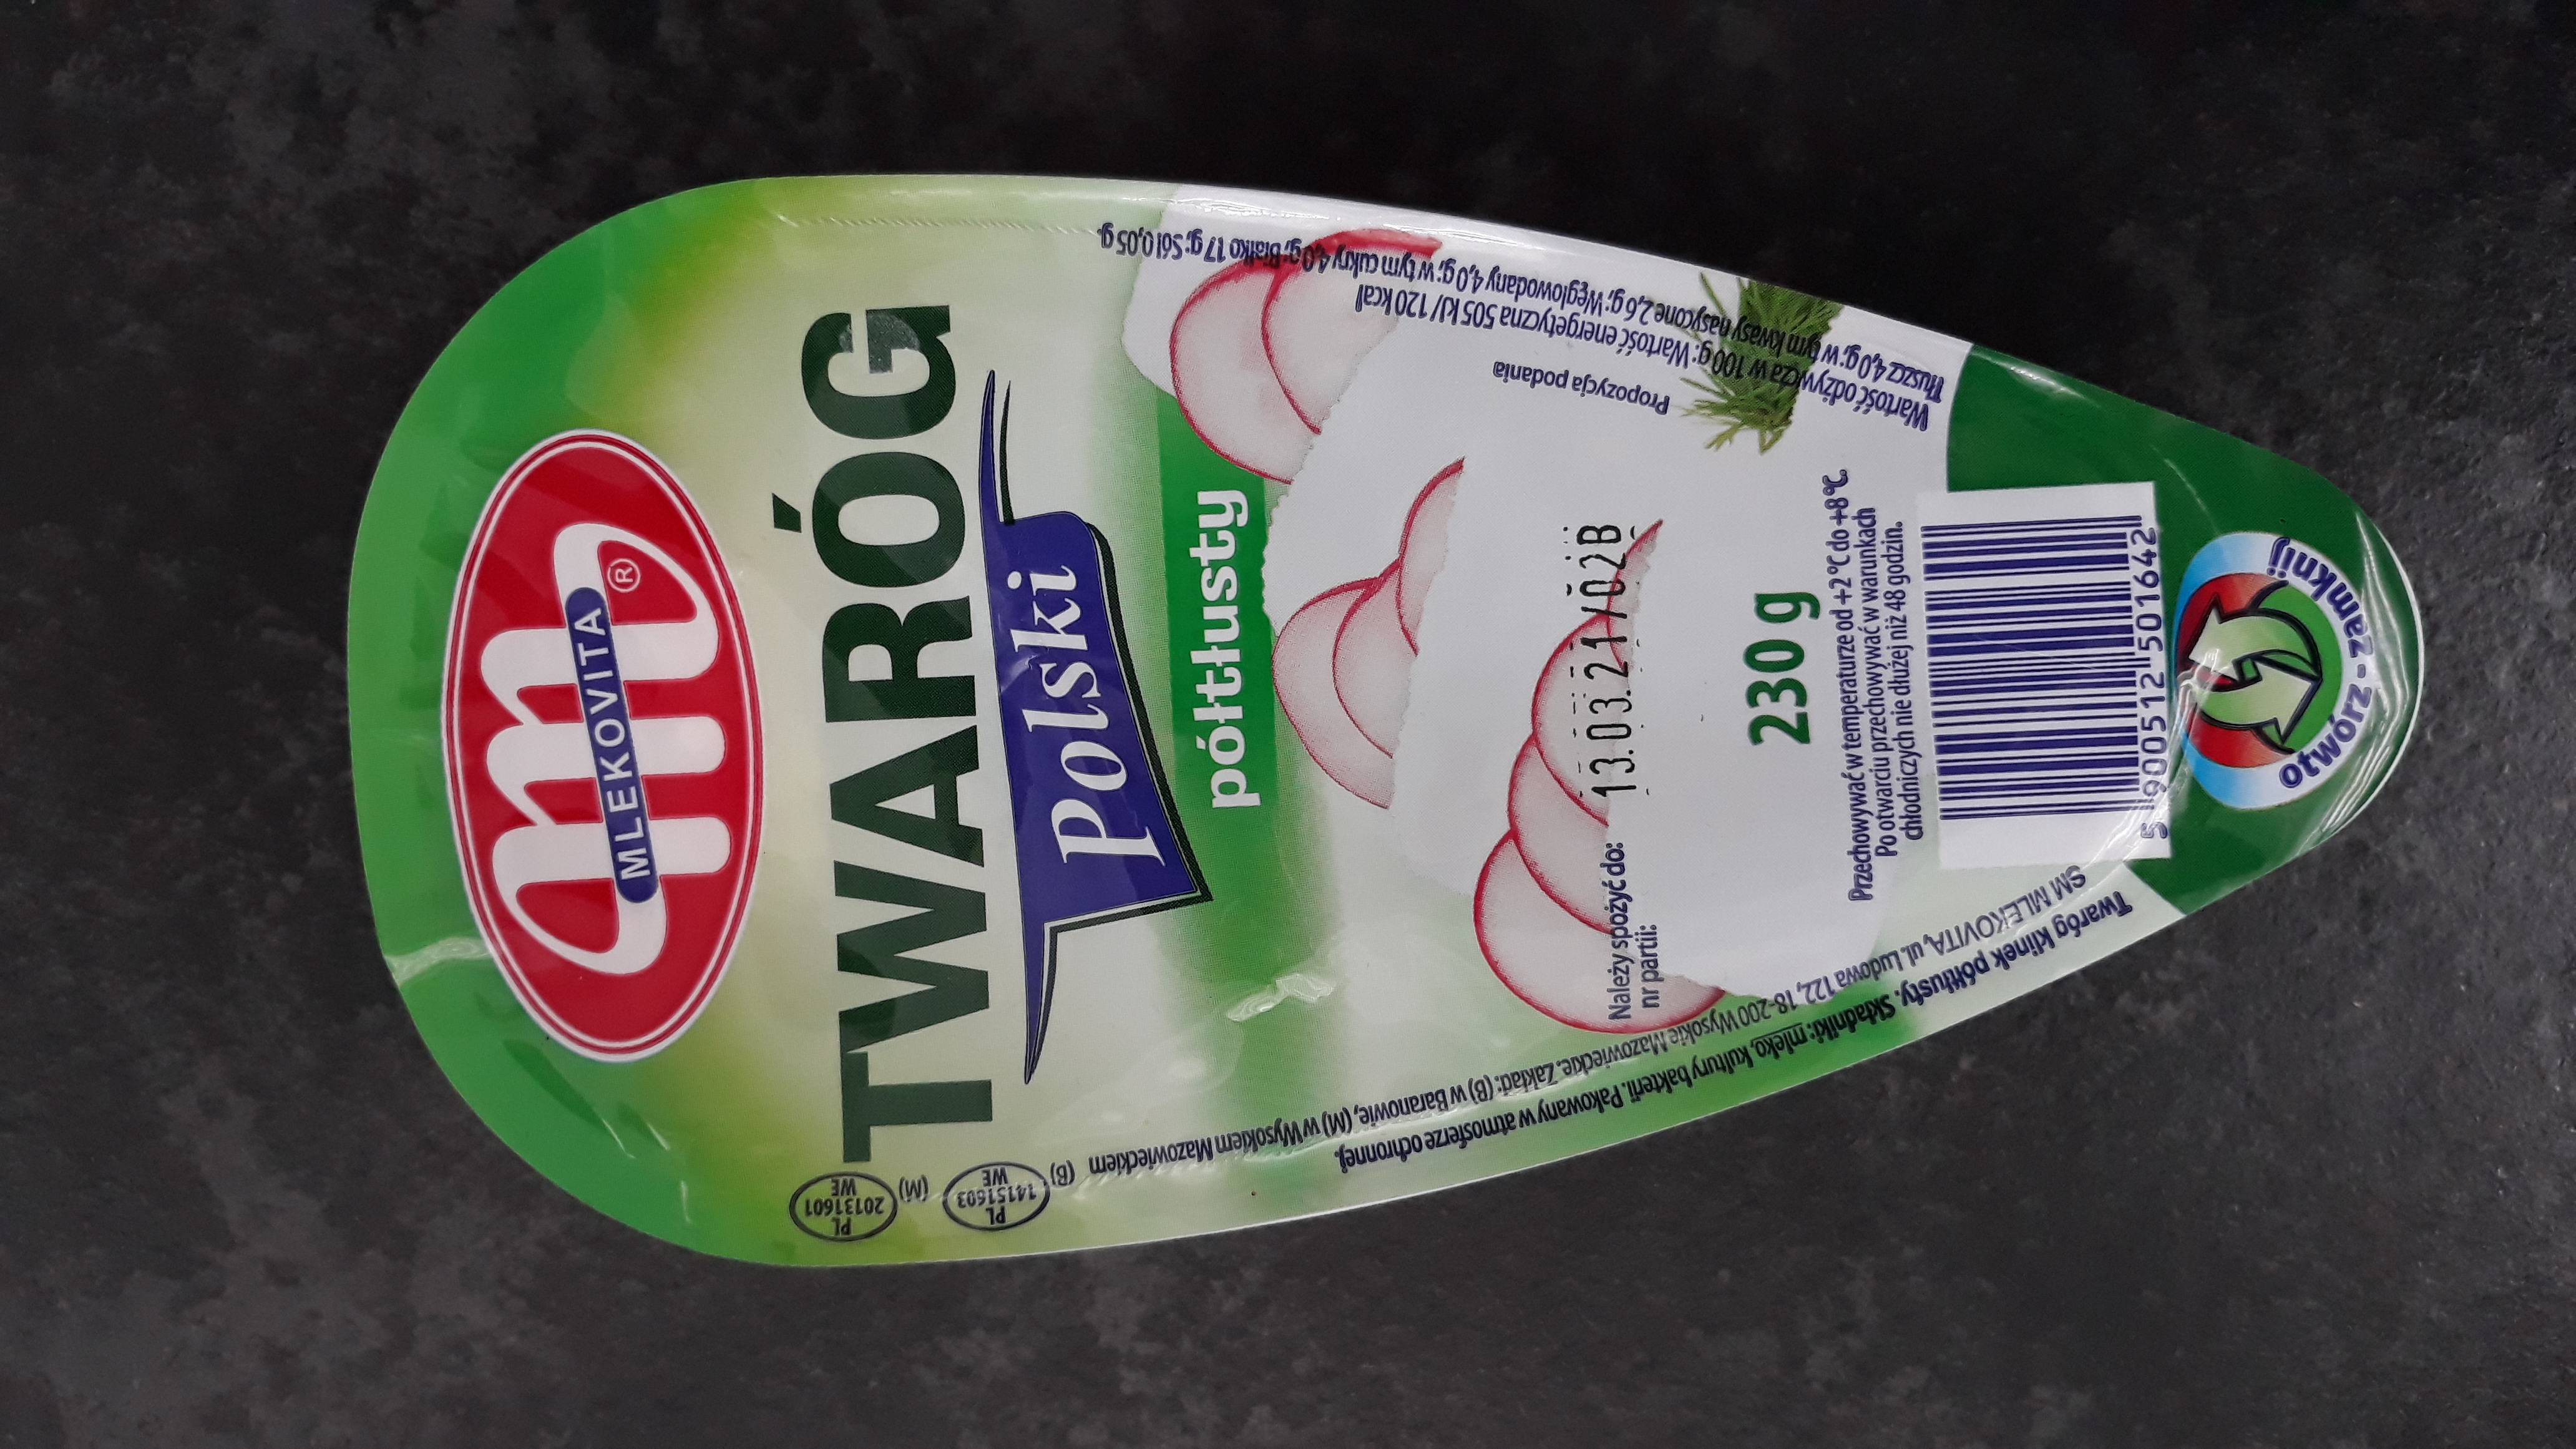 MLEKOVITA ®
TWARÓG
Polski
półtłusty
Należy spożyć do:
nr partii:
13.03.21/02B
230 g
Przechowywać w temperaturze od +2°C do +8°C.
Po otwarciu przechowywać w warunkach
chłodniczych nie dłużej niż 48 godzin.
5 900512 501642
otwórz - zamknij
Propozycja podania
Wartość odżywcza w 100 g: Wartość energetyczna 505 kJ/ 120 kcal
Tłuszcz 4,0 g; w tym kwasy nasycone 2,6 g; Węglowodany 4,0 g; w tym cukry 4,0 g; Białko 17 g; Sól 0,05 g.
Twaróg klinek półtłusty. Składniki: mleko, kultury bakterii. Pakowany w atmosferze ochronnej.
SM MLEKOVITA, ul. Ludowa 122, 18-200 Wysokie Mazowieckie. Zakład: (B) w Baranowie, (M) w Wysokiem Mazowieckiem
(B)
PL
14151603
WE
(M)
PL
20131601
WE